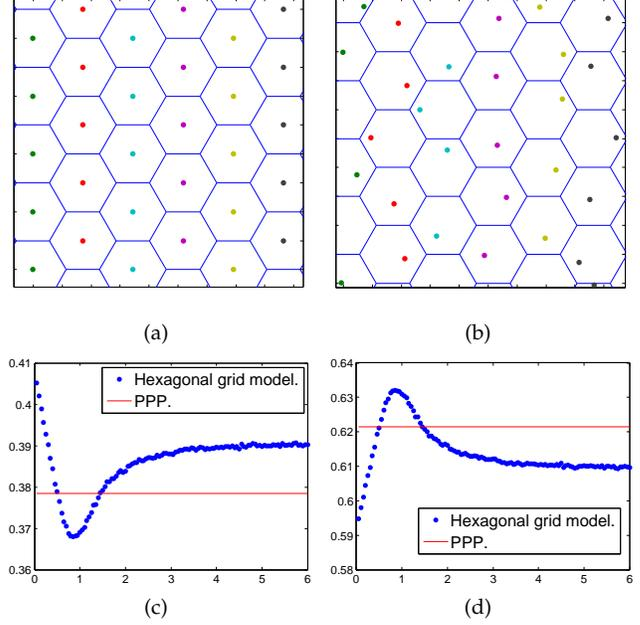 (a)
(b)
0.41
0.4
0.39
0.38
0.37
0.36
0 1 2 3 4 5 6
Hexagonal grid model.
PPP.
(c)
0.64
0.63
0.62
0.61
0.6
0.59
0.58
0 1 2 3 4 5 6
Hexagonal grid model.
PPP.
(d)